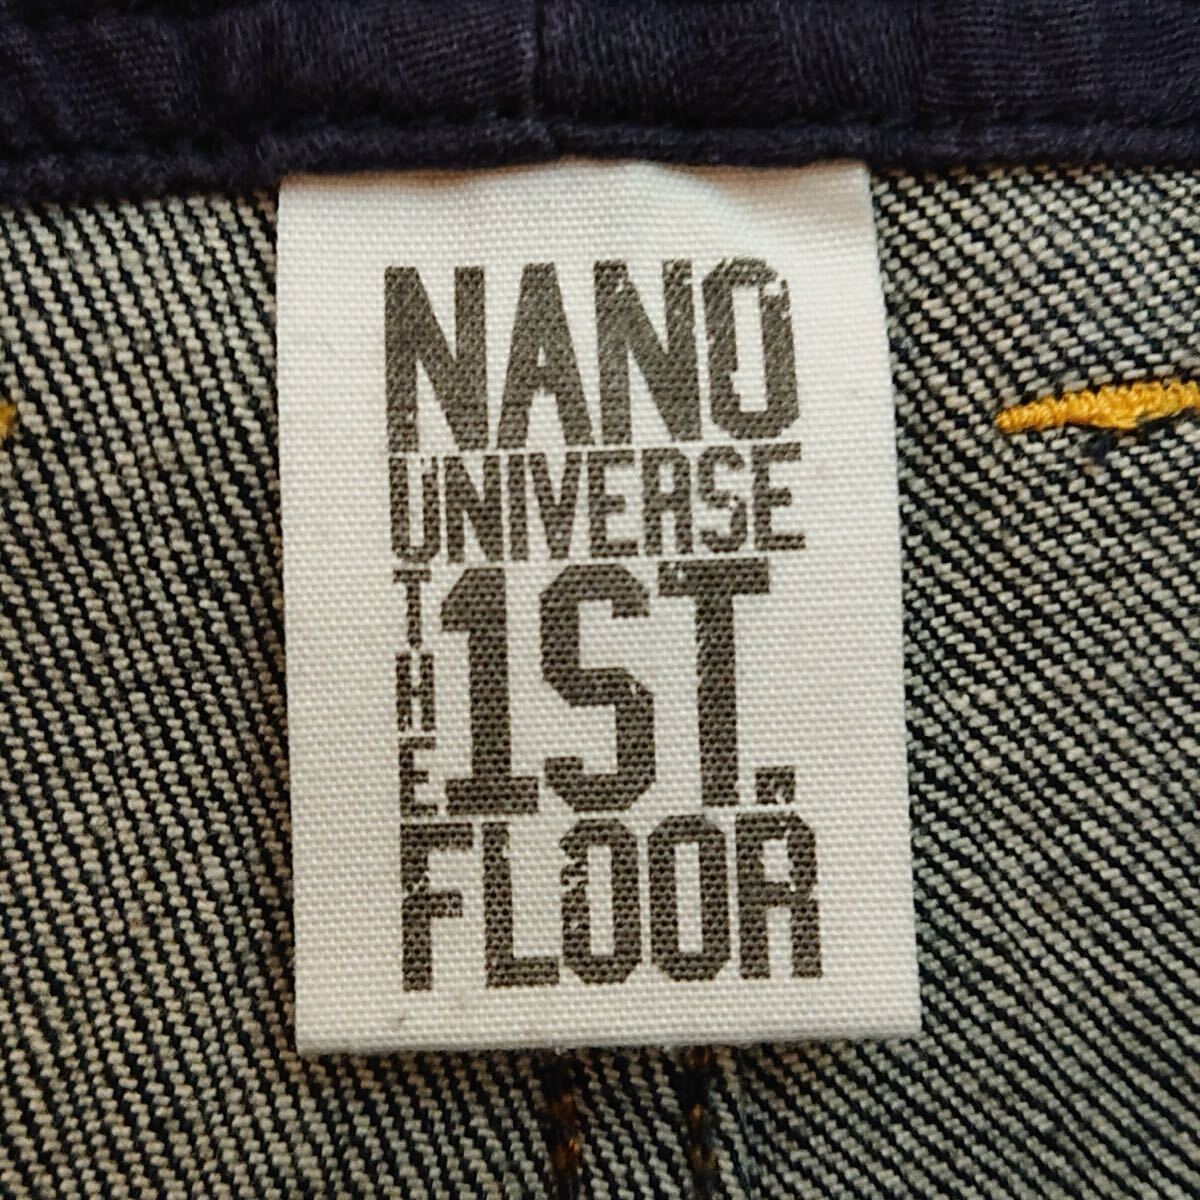 NANO
UNIVERSE
THE 1ST.
FLOOR